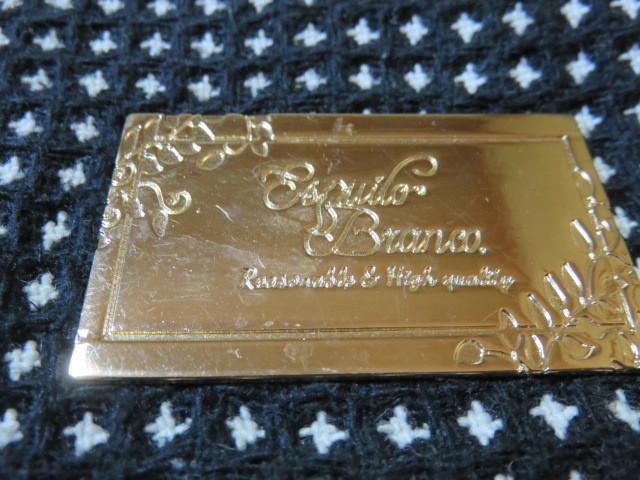 Esquilo
Branco.
Reasonable & High quality